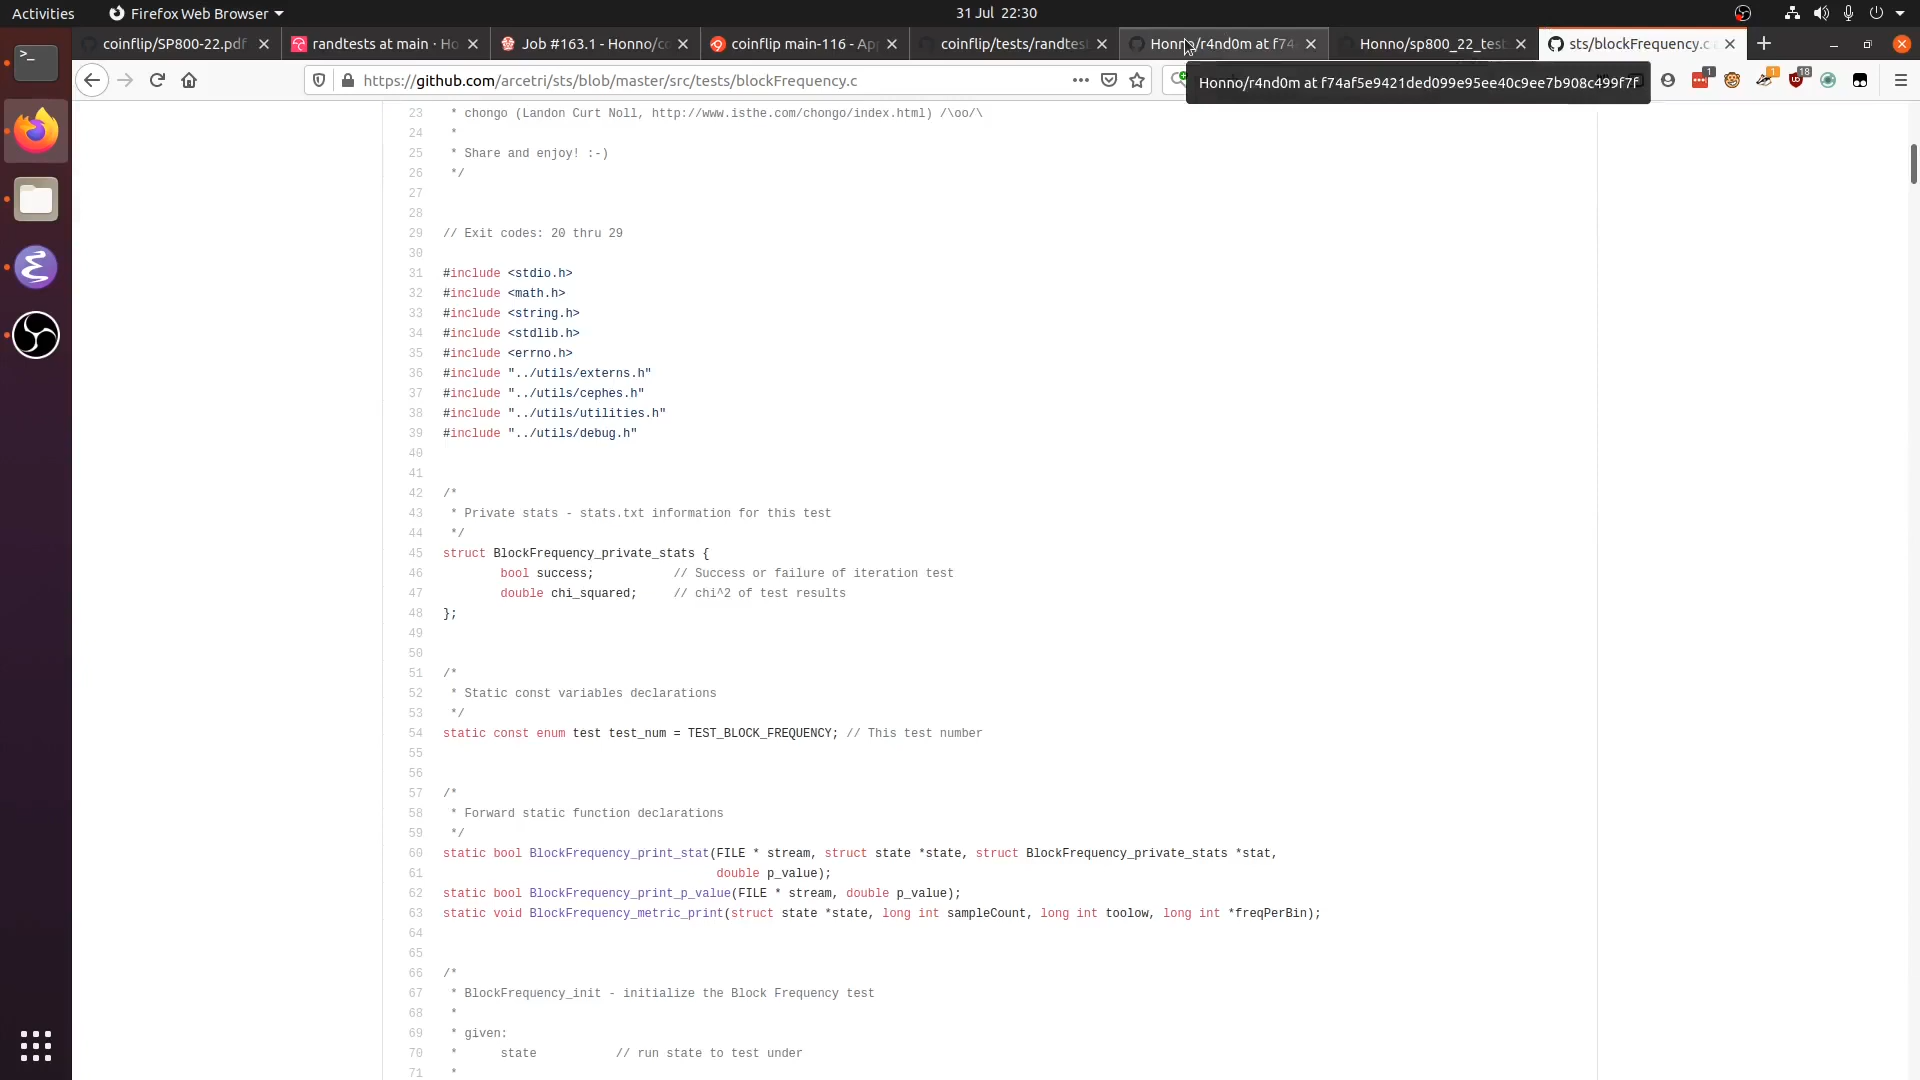 Activities
Firefox Web Browser
31 Jul 22:30
coinflip/SP800-22.pdf
randtests at main · Ho
Job #163.1 - Honno/co
coinflip main-116 - App
coinflip/tests/randtes
Honno/r4nd0m at f74
Honno/sp800_22_test
sts/blockFrequency.c
https://github.com/arcetri/sts/blob/master/src/tests/blockFrequency.c
1
1
18
Honno/r4nd0m at f74af5e9421ded099e95ee40c9ee7b908c499f7f
23 * chongo (Landon Curt Noll, http://www.isthe.com/chongo/index.html) /\oo/\
24 *
25 * Share and enjoy! :-)
26 */
27
28
29 // Exit codes: 20 thru 29
30
31 #include <stdio.h>
32 #include <math.h>
33 #include <string.h>
34 #include <stdlib.h>
35 #include <errno.h>
36 #include "../utils/externs.h"
37 #include "../utils/cephes.h"
38 #include "../utils/utilities.h"
39 #include "../utils/debug.h"
40
41
42 /*
43 * Private stats - stats.txt information for this test
44 */
45 struct BlockFrequency_private_stats {
46 bool success; // Success or failure of iteration test
47 double chi_squared; // chi^2 of test results
48 };
49
50
51 /*
52 * Static const variables declarations
53 */
54 static const enum test test_num = TEST_BLOCK_FREQUENCY; // This test number
55
56
57 /*
58 * Forward static function declarations
59 */
60 static bool BlockFrequency_print_stat(FILE * stream, struct state *state, struct BlockFrequency_private_stats *stat,
61 double p_value);
62 static bool BlockFrequency_print_p_value(FILE * stream, double p_value);
63 static void BlockFrequency_metric_print(struct state *state, long int sampleCount, long int toolow, long int *freqPerBin);
64
65
66 /*
67 * BlockFrequency_init - initialize the Block Frequency test
68 *
69 * given:
70 * state // run state to test under
71 *